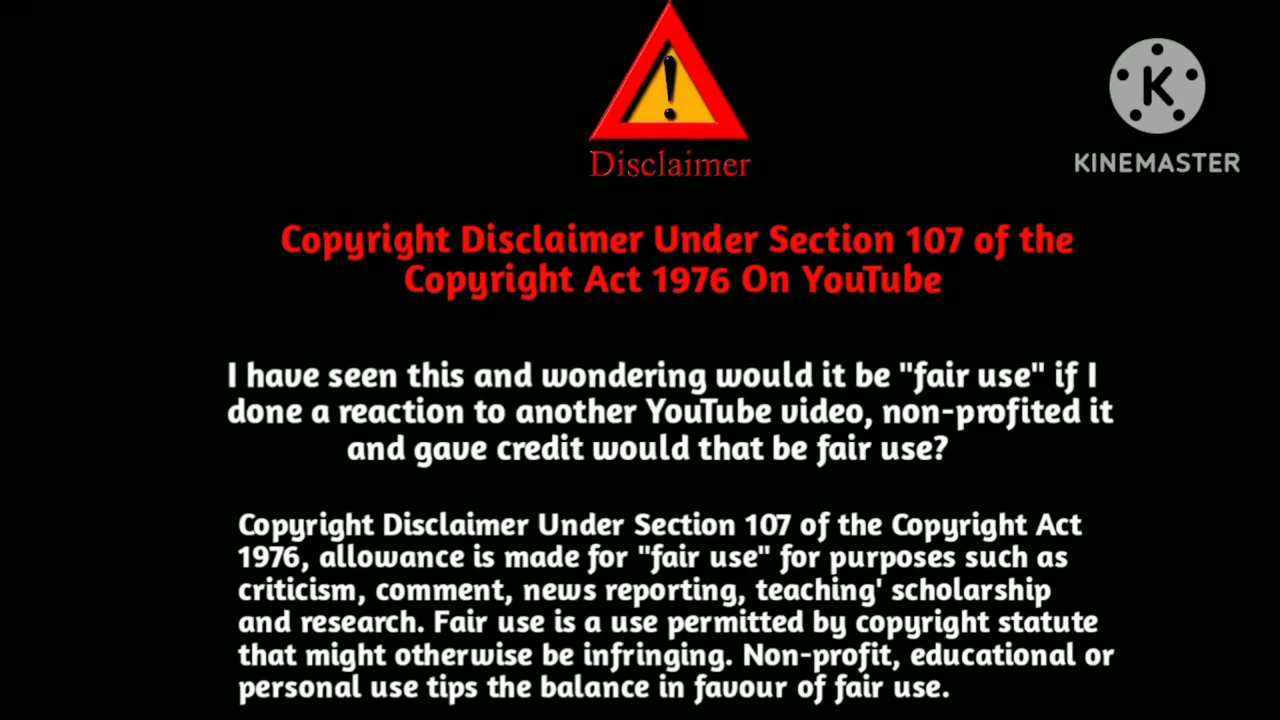 !
K
KINEMASTER
Disclaimer
Copyright Disclaimer Under Section 107 of the
Copyright Act 1976 On YouTube
I have seen this and wondering would it be "fair use" if I
done a reaction to another YouTube video, non-profited it
and gave credit would that be fair use?
Copyright Disclaimer Under Section 107 of the Copyright Act
1976, allowance is made for "fair use" for purposes such as
criticism, comment, news reporting, teaching' scholarship
and research. Fair use is a use permitted by copyright statute
that might otherwise be infringing. Non-profit, educational or
personal use tips the balance in favour of fair use.